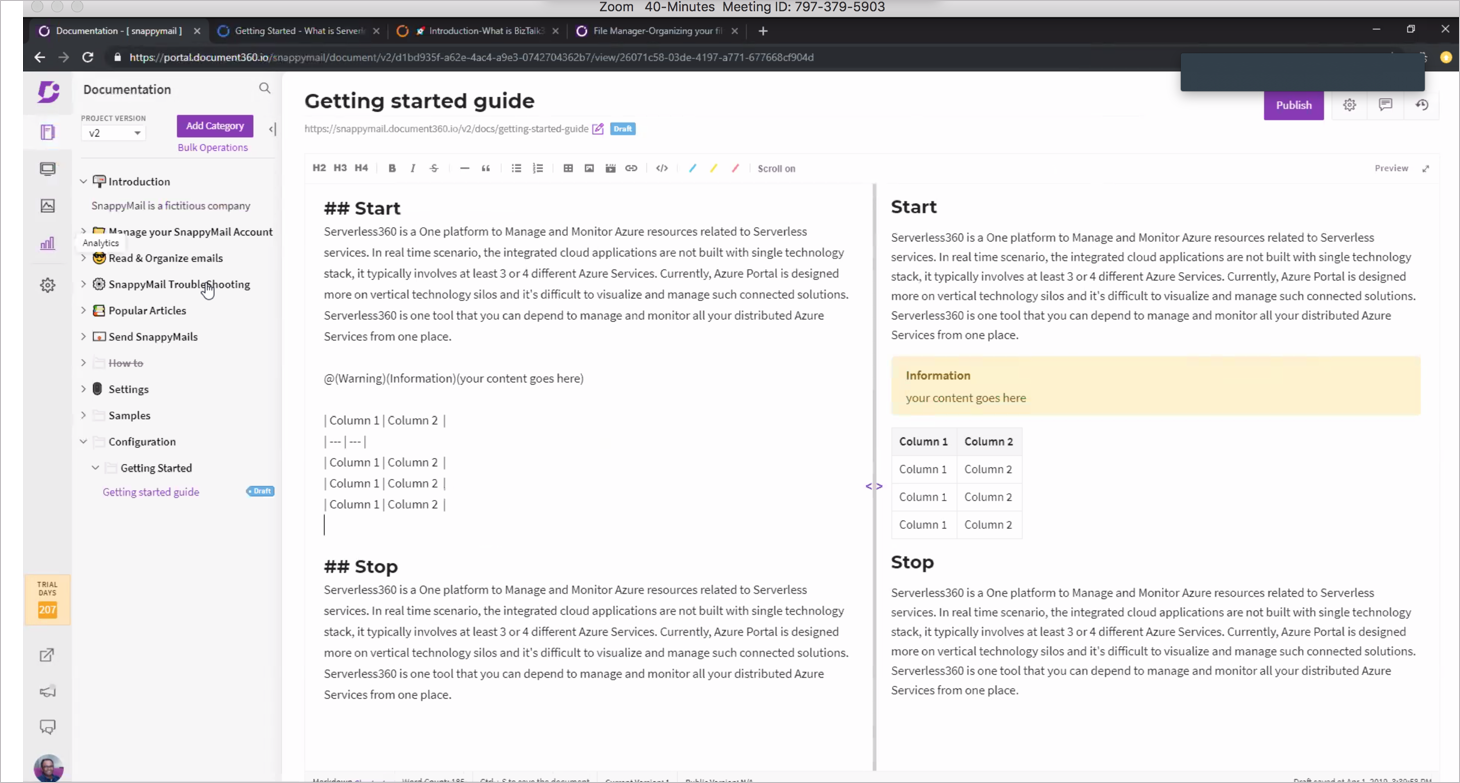 Zoom 40-Minutes Meeting ID: 797-379-5903
Documentation - [ snappymail ]
Getting Started - What is Serverl
Introduction-What is BizTalk
File Manager-Organizing your fi
https://portal.document360.io/snappymail/document/v2/d1bd935f-a62e-4ac4-a9e3-0742704362b7/view/26071c58-03de-4197-a771-677668cf904d
Documentation
PROJECT VERSION
v2
Add Category
Bulk Operations
Introduction
SnappyMail is a fictitious company
Manage your SnappyMail Account
Analytics
Read & Organize emails
SnappyMail TroubleShooting
Popular Articles
Send SnappyMails
How to
Settings
Samples
Configuration
Getting Started
Getting started guide
Draft
TRIAL
DAYS
207
Getting started guide
https://snappymail.document360.io/v2/docs/getting-started-guide
Draft
Publish
H2 H3 H4 B I S
Scroll on
Preview
## Start
Serverless360 is a One platform to Manage and Monitor Azure resources related to Serverless
services. In real time scenario, the integrated cloud applications are not built with single technology
stack, it typically involves at least 3 or 4 different Azure Services. Currently, Azure Portal is designed
more on vertical technology silos and it's difficult to visualize and manage such connected solutions.
Serverless360 is one tool that you can depend to manage and monitor all your distributed Azure
Services from one place.
@(Warning)(Information)(your content goes here)
| Column 1 | Column 2 |
| --- | --- |
| Column 1 | Column 2 |
| Column 1 | Column 2 |
| Column 1 | Column 2 |
## Stop
Serverless360 is a One platform to Manage and Monitor Azure resources related to Serverless
services. In real time scenario, the integrated cloud applications are not built with single technology
stack, it typically involves at least 3 or 4 different Azure Services. Currently, Azure Portal is designed
more on vertical technology silos and it's difficult to visualize and manage such connected solutions.
Serverless360 is one tool that you can depend to manage and monitor all your distributed Azure
Services from one place.
Start
Serverless360 is a One platform to Manage and Monitor Azure resources related to Serverless
services. In real time scenario, the integrated cloud applications are not built with single technology
stack, it typically involves at least 3 or 4 different Azure Services. Currently, Azure Portal is designed
more on vertical technology silos and it's difficult to visualize and manage such connected solutions.
Serverless360 is one tool that you can depend to manage and monitor all your distributed Azure
Services from one place.
Information
your content goes here
Column 1 Column 2
Column 1 Column 2
Column 1 Column 2
Column 1 Column 2
Stop
Serverless360 is a One platform to Manage and Monitor Azure resources related to Serverless
services. In real time scenario, the integrated cloud applications are not built with single technology
stack, it typically involves at least 3 or 4 different Azure Services. Currently, Azure Portal is designed
more on vertical technology silos and it's difficult to visualize and manage such connected solutions.
Serverless360 is one tool that you can depend to manage and monitor all your distributed Azure
Services from one place.